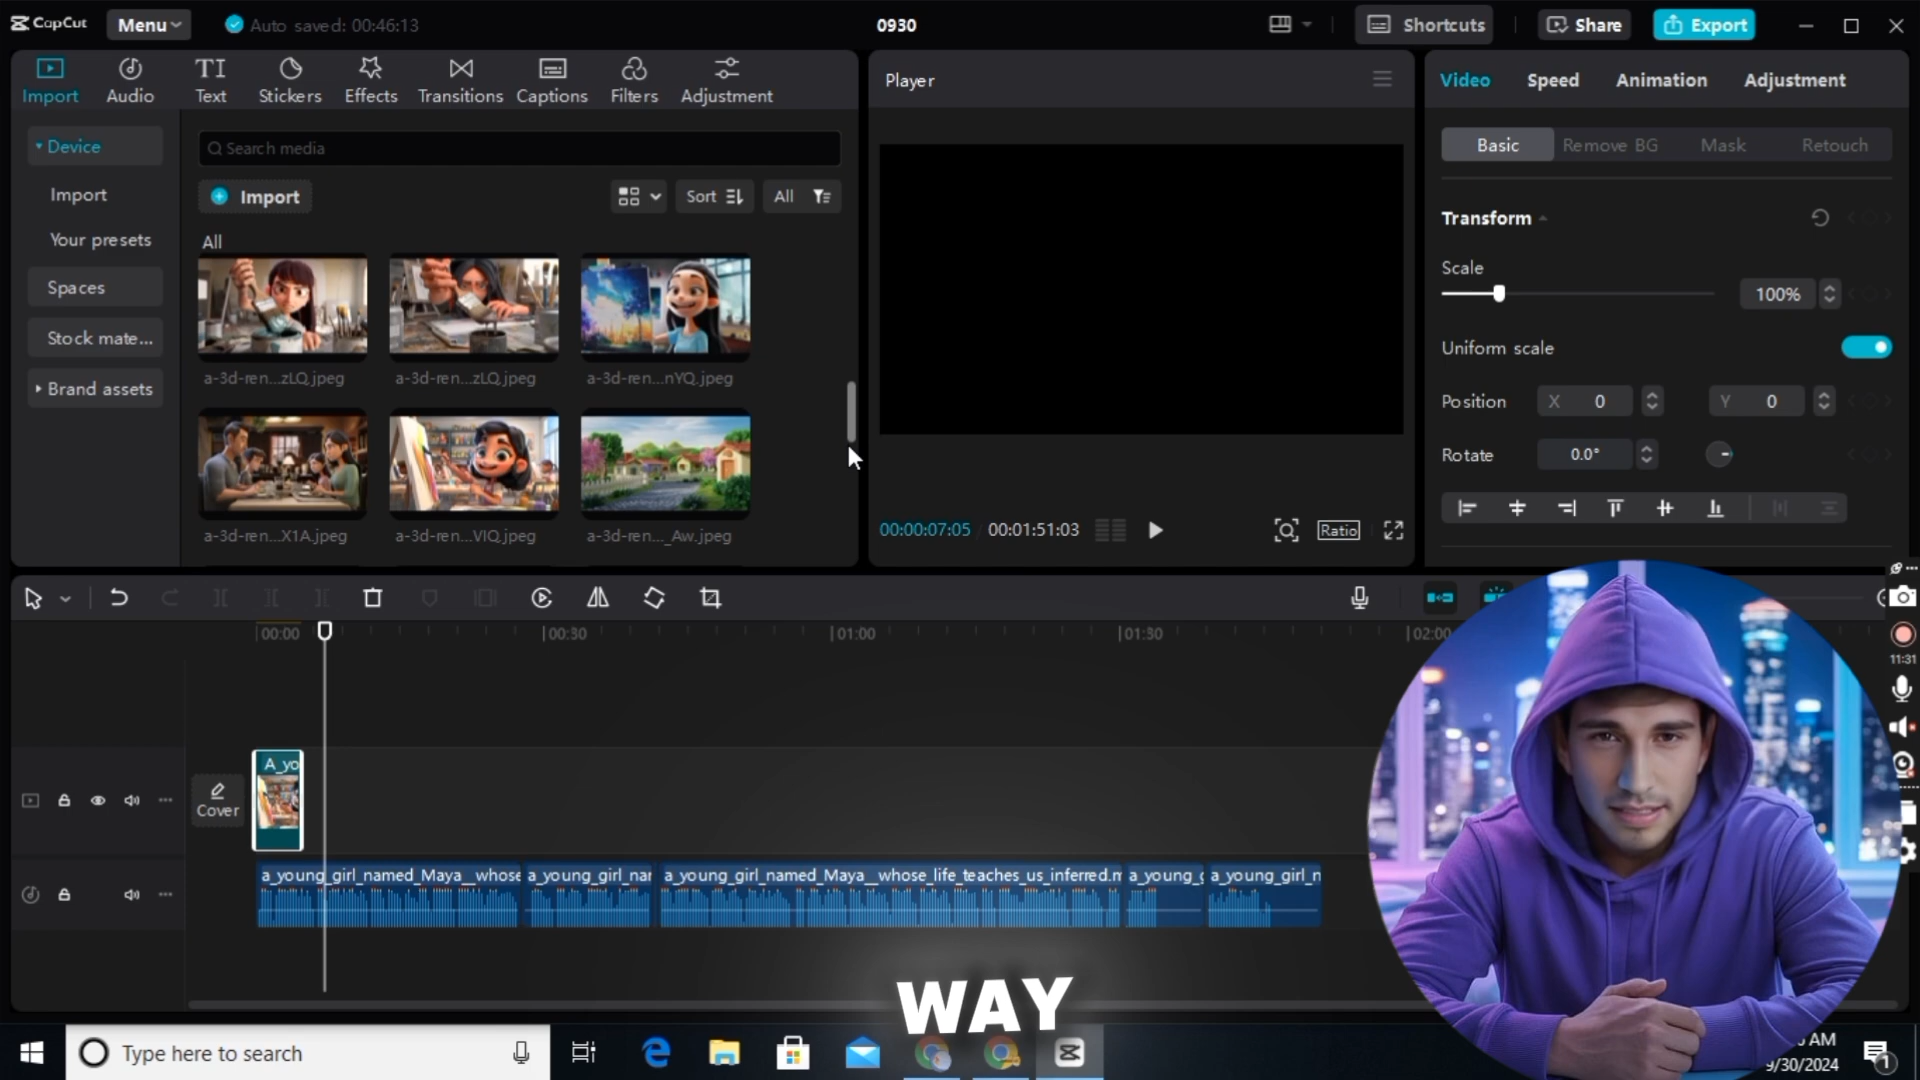 CapCut
Menu
Auto saved: 00:46:13
0930
Shortcuts
Share
Export
Import
Audio
TI
Text
Stickers
Effects
Transitions
Captions
Filters
Adjustment
Device
Import
Your presets
Spaces
Stock mate...
Brand assets
Search media
Import
Sort
All
All
a-3d-ren...zLQ.jpeg
a-3d-ren...zLQ.jpeg
a-3d-ren...nYQ.jpeg
a-3d-ren...X1A.jpeg
a-3d-ren...VIQ.jpeg
a-3d-ren..._Aw.jpeg
Player
00:00:07:05
00:01:51:03
Ratio
Video
Speed
Animation
Adjustment
Basic
Remove BG
Mask
Retouch
Transform
Scale
100%
Uniform scale
Position
X 0
Y 0
Rotate
0.0°
00:00
00:30
01:00
01:30
02:00
11:31
Cover
A_yo
a_young_girl_named_Maya__whose
a_young_girl_nar
a_young_girl_named_Maya__whose_life_teaches_us_inferred.m
a_young_g
a_young_girl_n
WAY
Type here to search
AM
9/30/2024
1